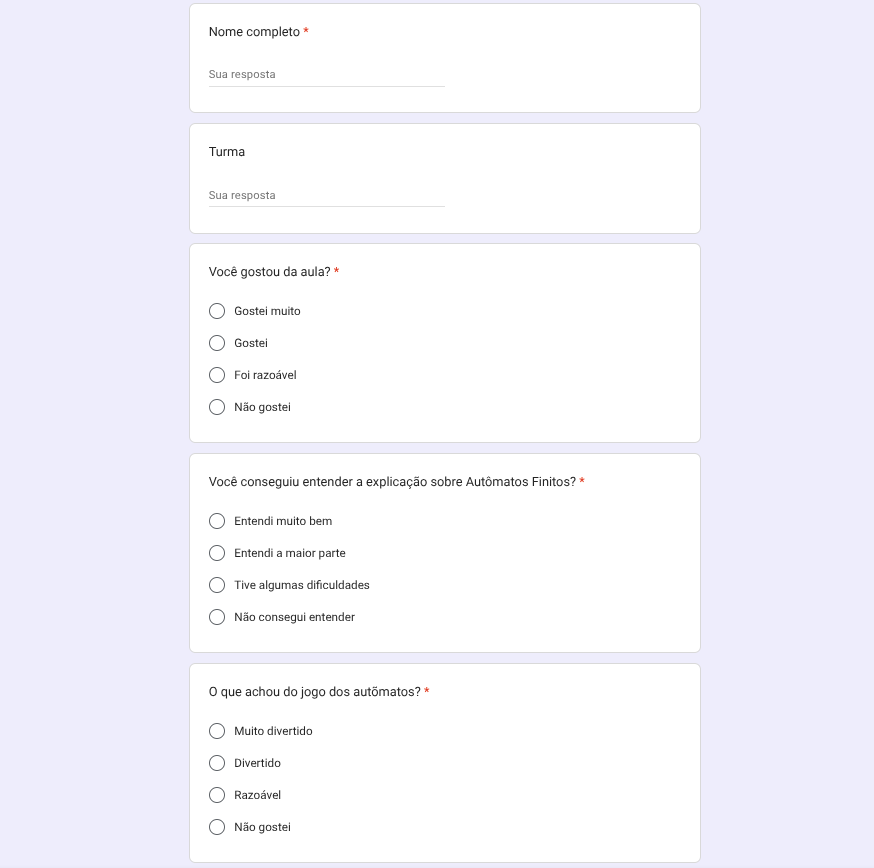 Nome completo *
Sua resposta
Turma
Sua resposta
Você gostou da aula? *
Gostei muito
Gostei
Foi razoável
Não gostei
Você conseguiu entender a explicação sobre Autômatos Finitos? *
Entendi muito bem
Entendi a maior parte
Tive algumas dificuldades
Não consegui entender
O que achou do jogo dos autômatos? *
Muito divertido
Divertido
Razoável
Não gostei